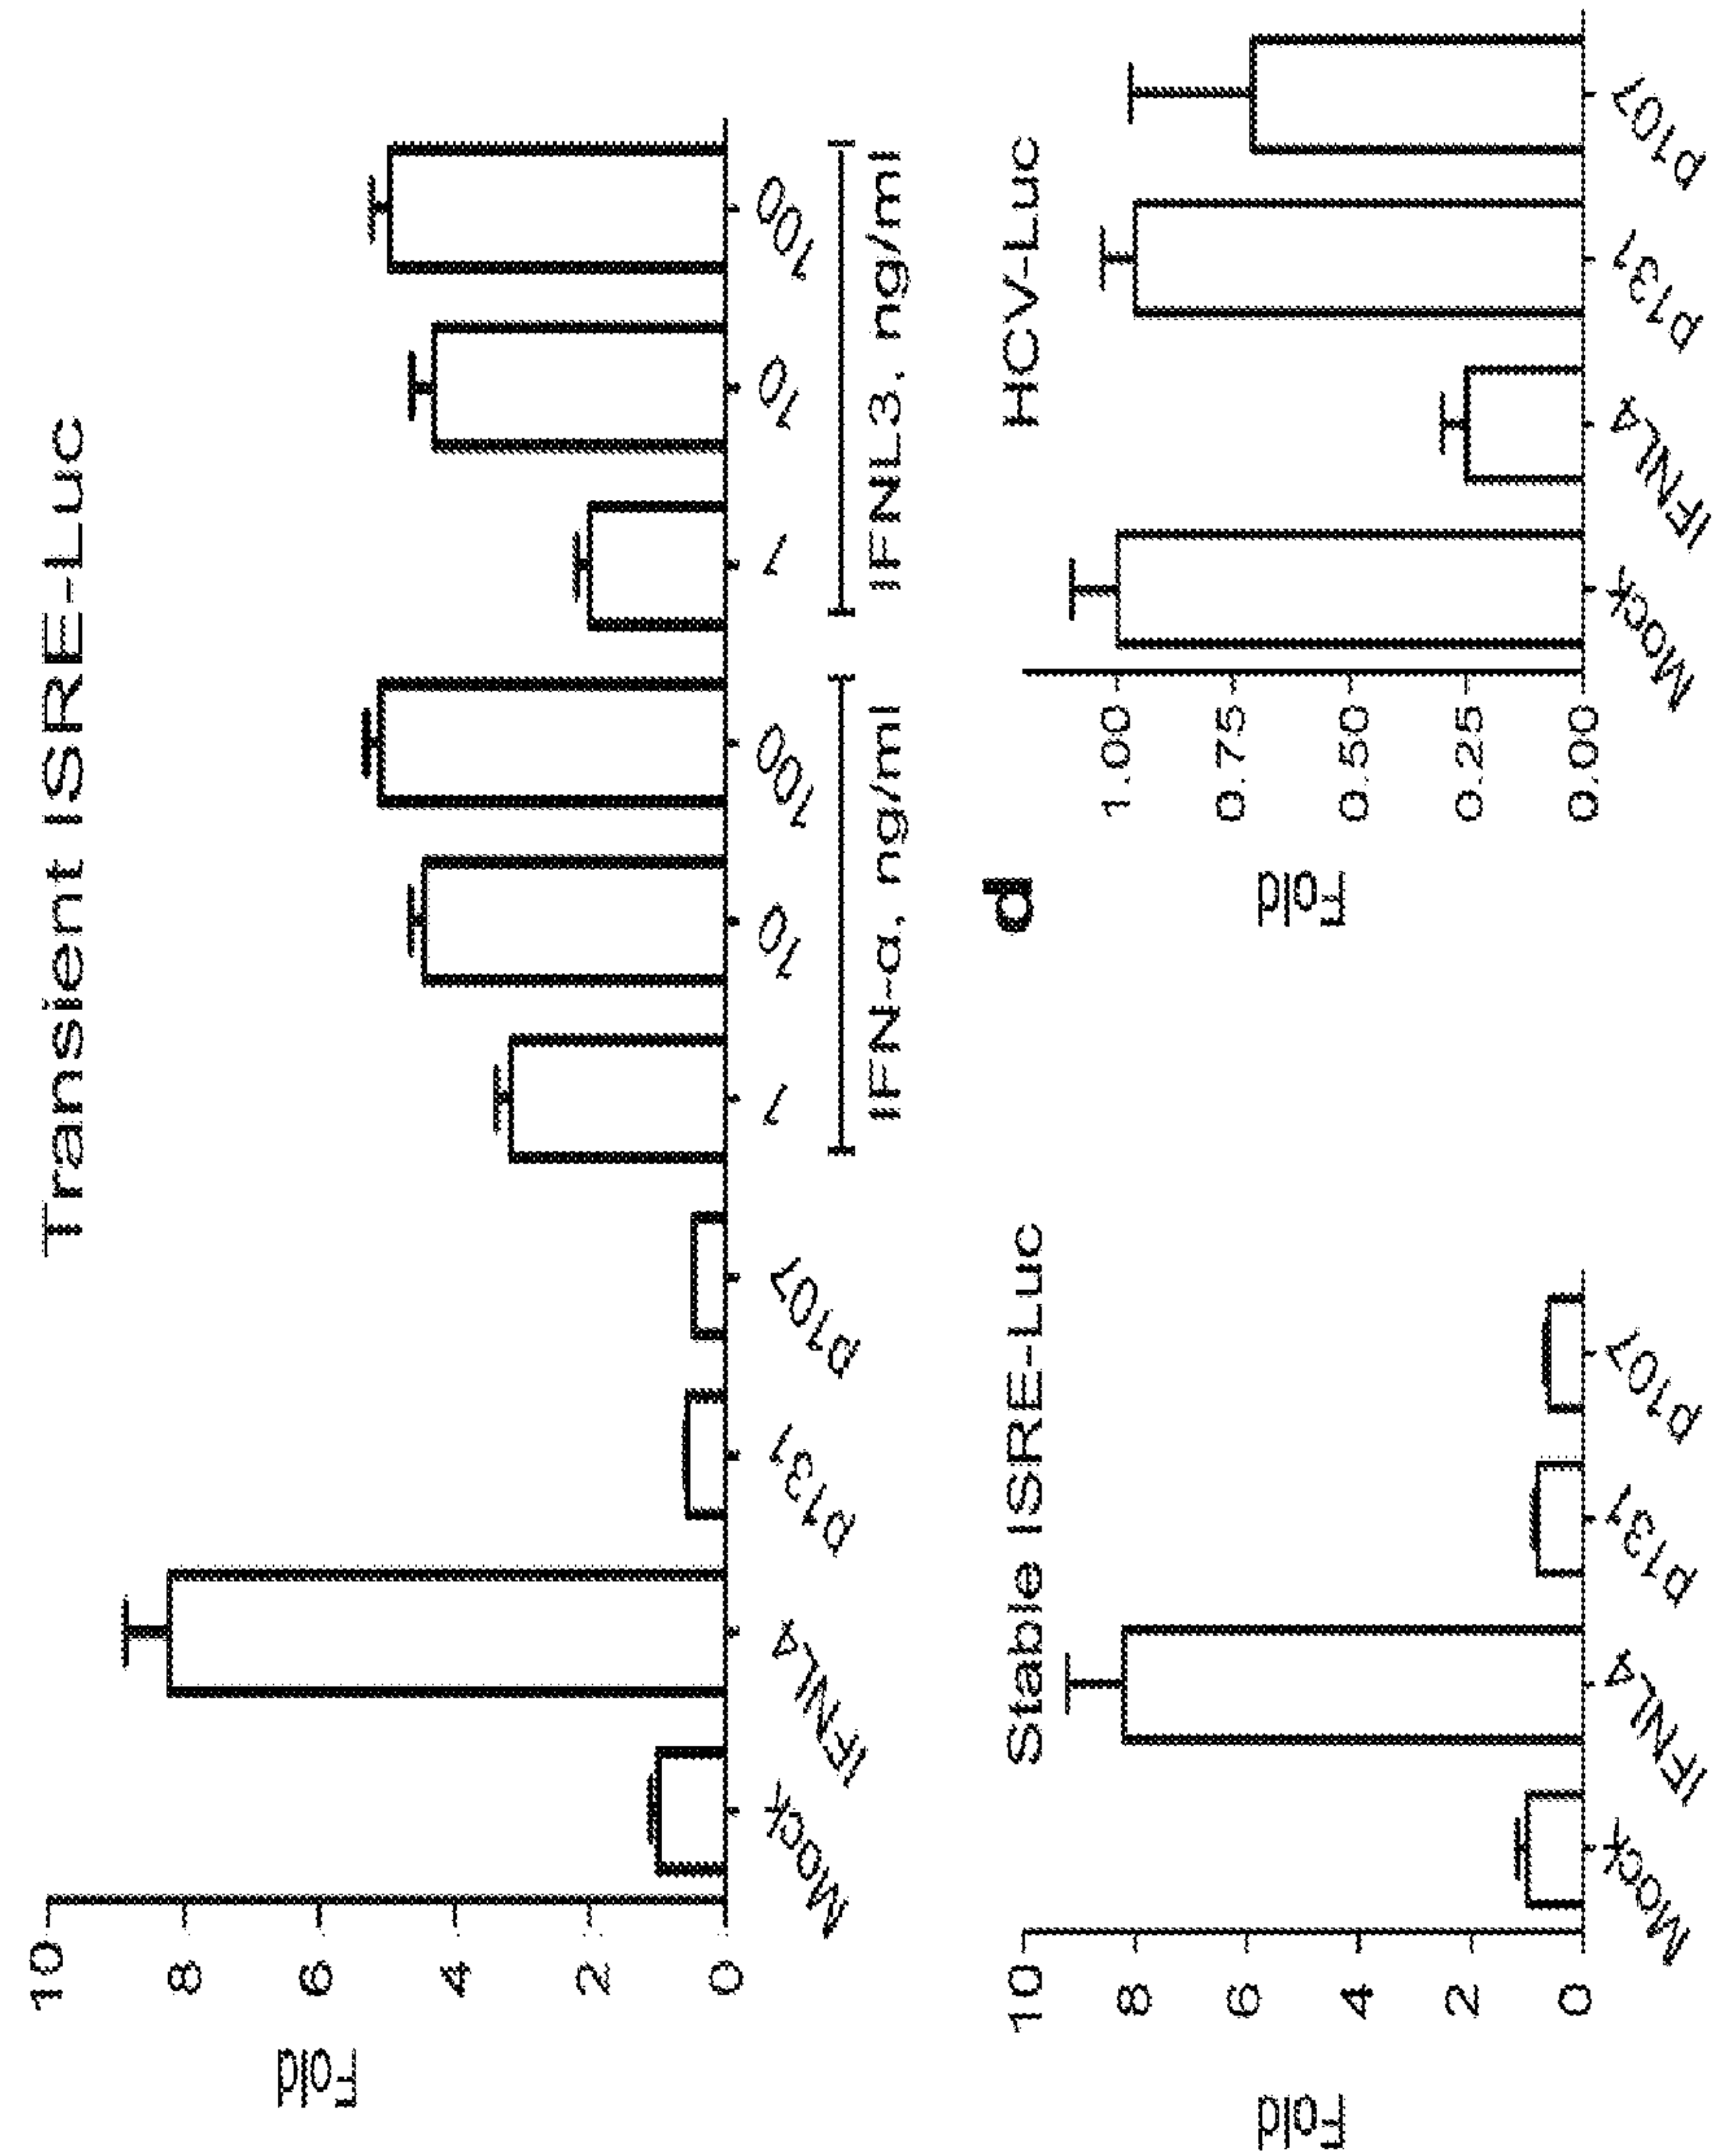 Transient ISRE-Luc
Fold
10
8
6
4
2
0
Mock
IFNL4
p131
p107
1
10
100
1
10
100
IFN-α, ng/ml
IFNL3, ng/ml
Stable ISRE-Luc
Fold
10
8
6
4
2
0
Mock
IFNL4
p131
p107
d
HCV-Luc
Fold
1.00
0.75
0.50
0.25
0.00
Mock
IFNL4
p131
p107